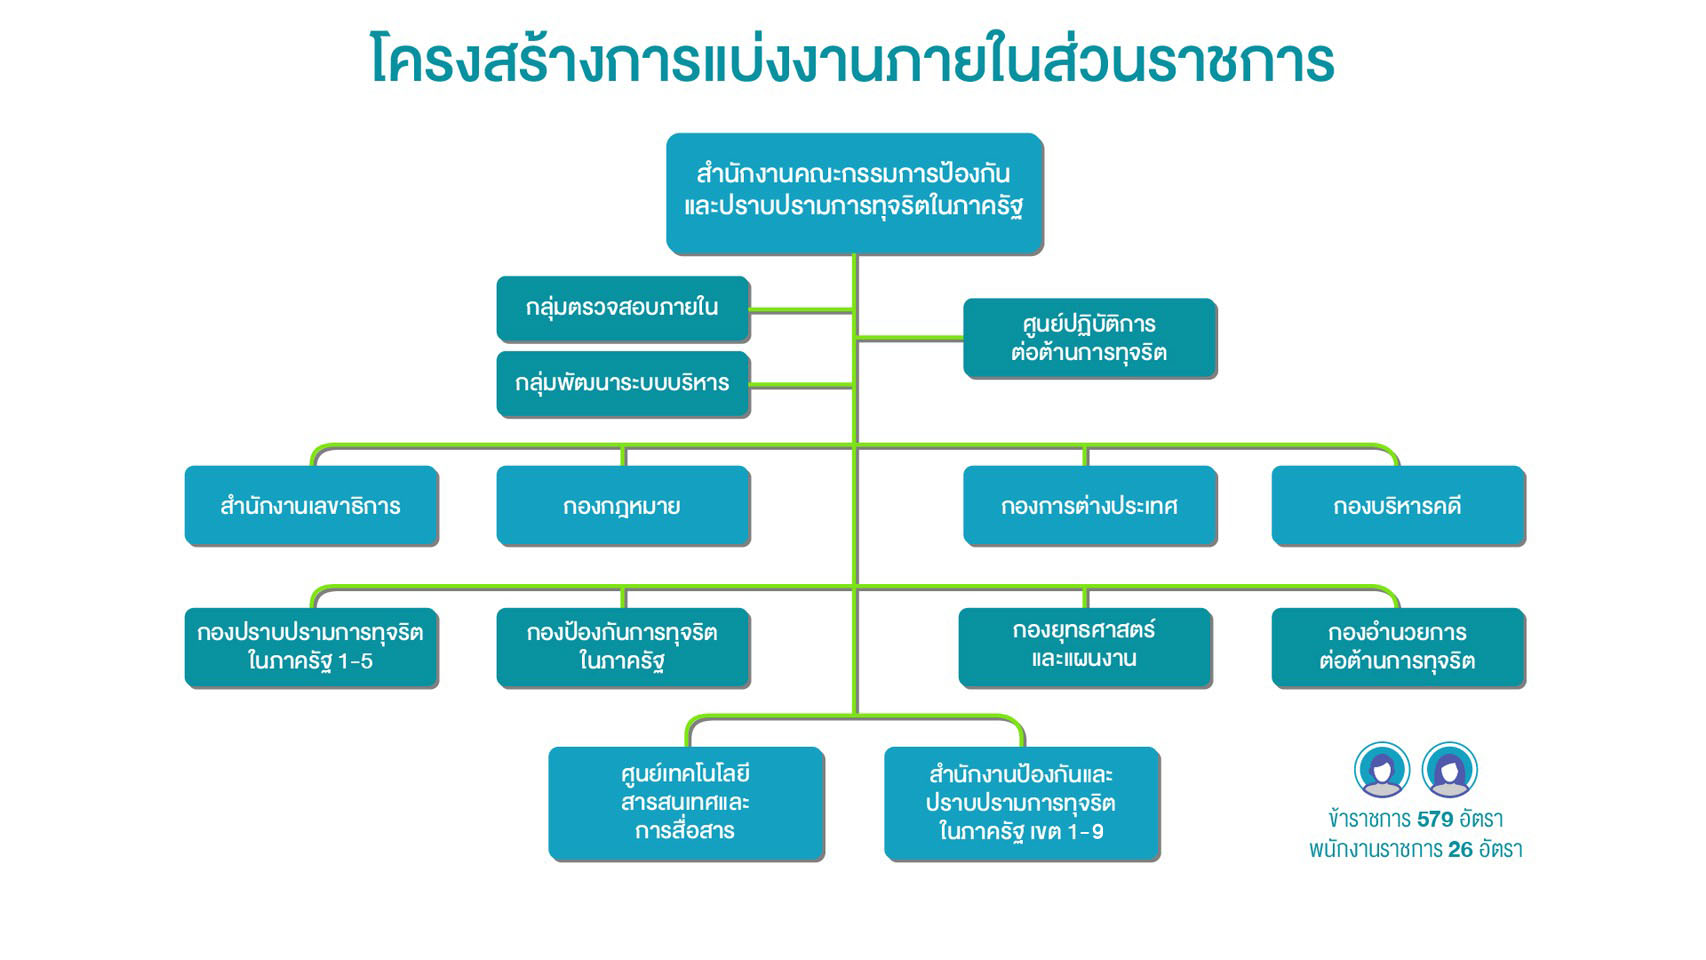 โครงสร้างการแบ่งงานภายในส่วนราชการ
สำนักงานคณะกรรมการป้องกัน
และปราบปรามการทุจริตในภาครัฐ
กลุ่มตรวจสอบภายใน
ศูนย์ปฏิบัติการ
ต่อต้านการทุจริต
กลุ่มพัฒนาระบบบริหาร
สำนักงานเลขาธิการ
กองกฎหมาย
กองการต่างประเทศ
กองบริหารคดี
กองปราบปรามการทุจริต
ในภาครัฐ 1-5
กองป้องกันการทุจริต
ในภาครัฐ
กองยุทธศาสตร์
และแผนงาน
กองอำนวยการ
ต่อต้านการทุจริต
ศูนย์เทคโนโลยี
สารสนเทศและ
การสื่อสาร
สำนักงานป้องกันและ
ปราบปรามการทุจริต
ในภาครัฐ เขต 1-9
ข้าราชการ 579 อัตรา
พนักงานราชการ 26 อัตรา